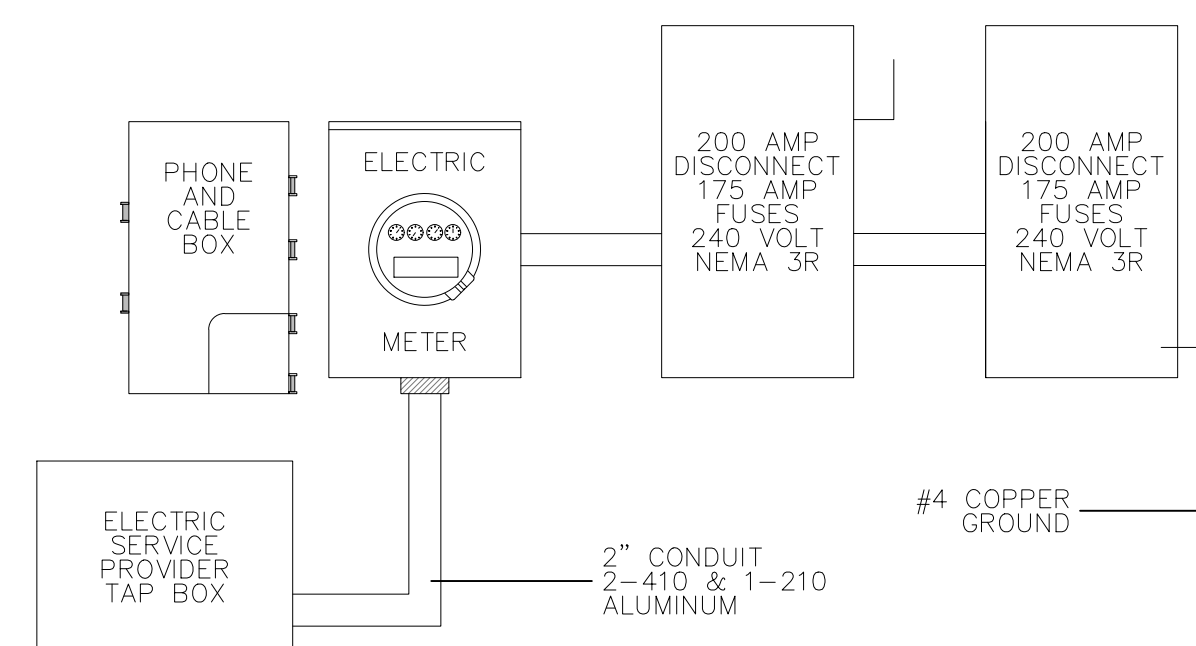 PHONE
AND
CABLE
BOX
ELECTRIC
METER
200 AMP
DISCONNECT
175 AMP
FUSES
240 VOLT
NEMA 3R
200 AMP
DISCONNECT
175 AMP
FUSES
240 VOLT
NEMA 3R
ELECTRIC
SERVICE
PROVIDER
TAP BOX
2" CONDUIT
2-410 & 1-210
ALUMINUM
#4 COPPER
GROUND